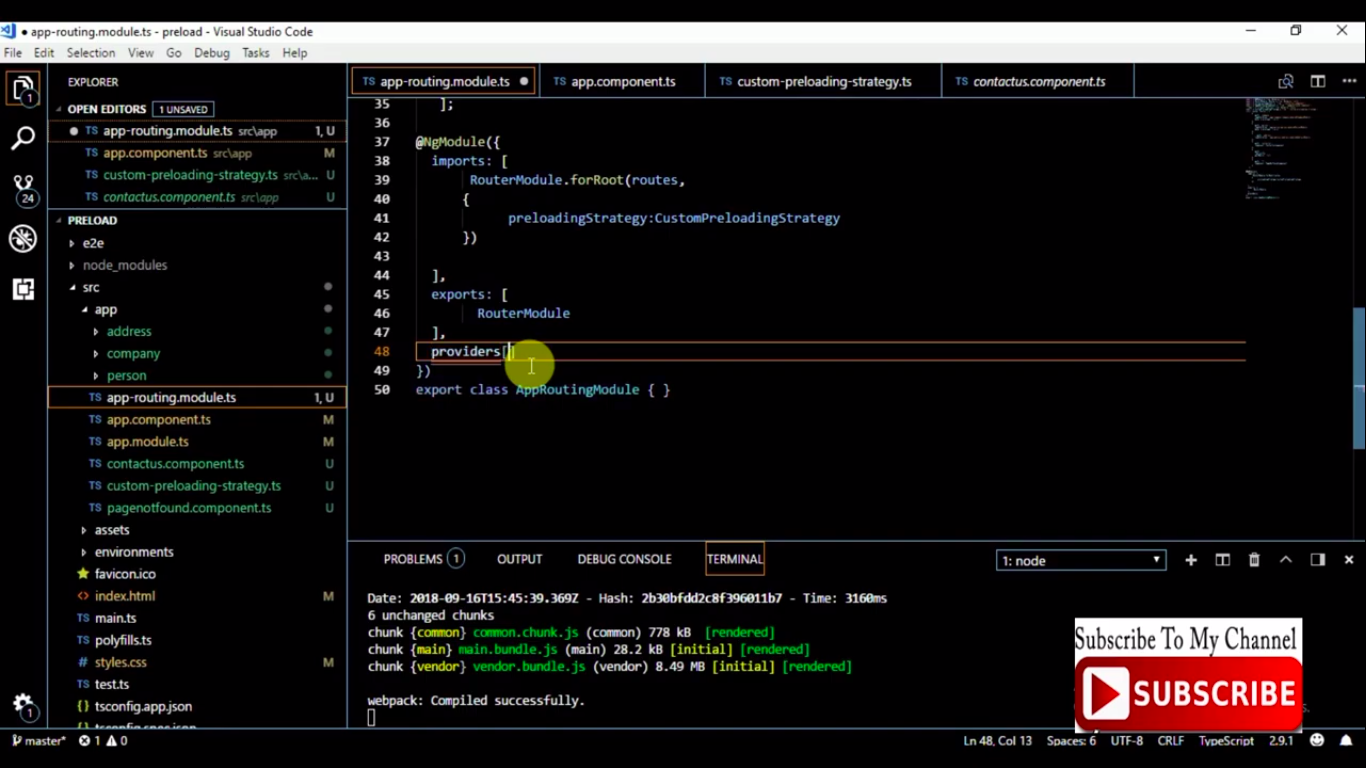 ● app-routing.module.ts - preload - Visual Studio Code
File Edit Selection View Go Debug Tasks Help
EXPLORER
OPEN EDITORS 1 UNSAVED
● TS app-routing.module.ts src\app 1, U
TS app.component.ts src\app M
TS custom-preloading-strategy.ts src\a... U
TS contactus.component.ts src\app U
PRELOAD
e2e
node_modules
src
app
address
company
person
TS app-routing.module.ts 1, U
TS app.component.ts M
TS app.module.ts M
TS contactus.component.ts U
TS custom-preloading-strategy.ts U
TS pagenotfound.component.ts U
assets
environments
favicon.ico
<> index.html M
TS main.ts
TS polyfills.ts
# styles.css M
TS test.ts
{} tsconfig.app.json
{} tsconfig.spec.json
1
24
1
TS app-routing.module.ts ● TS app.component.ts TS custom-preloading-strategy.ts TS contactus.component.ts
35 ];
36
37 @NgModule({
38 imports: [
39 RouterModule.forRoot(routes,
40 {
41 preloadingStrategy:CustomPreloadingStrategy
42 })
43
44 ],
45 exports: [
46 RouterModule
47 ],
48 providers[]
49 })
50 export class AppRoutingModule { }
PROBLEMS 1 OUTPUT DEBUG CONSOLE TERMINAL 1: node
Date: 2018-09-16T15:45:39.369Z - Hash: 2b30bfdd2c8f396011b7 - Time: 3160ms
6 unchanged chunks
chunk {common} common.chunk.js (common) 778 kB [rendered]
chunk {main} main.bundle.js (main) 28.2 kB [initial] [rendered]
chunk {vendor} vendor.bundle.js (vendor) 8.49 MB [initial] [rendered]
webpack: Compiled successfully.
Subscribe To My Channel
SUBSCRIBE
master* 1 0 Ln 48, Col 13 Spaces: 6 UTF-8 CRLF TypeScript 2.9.1